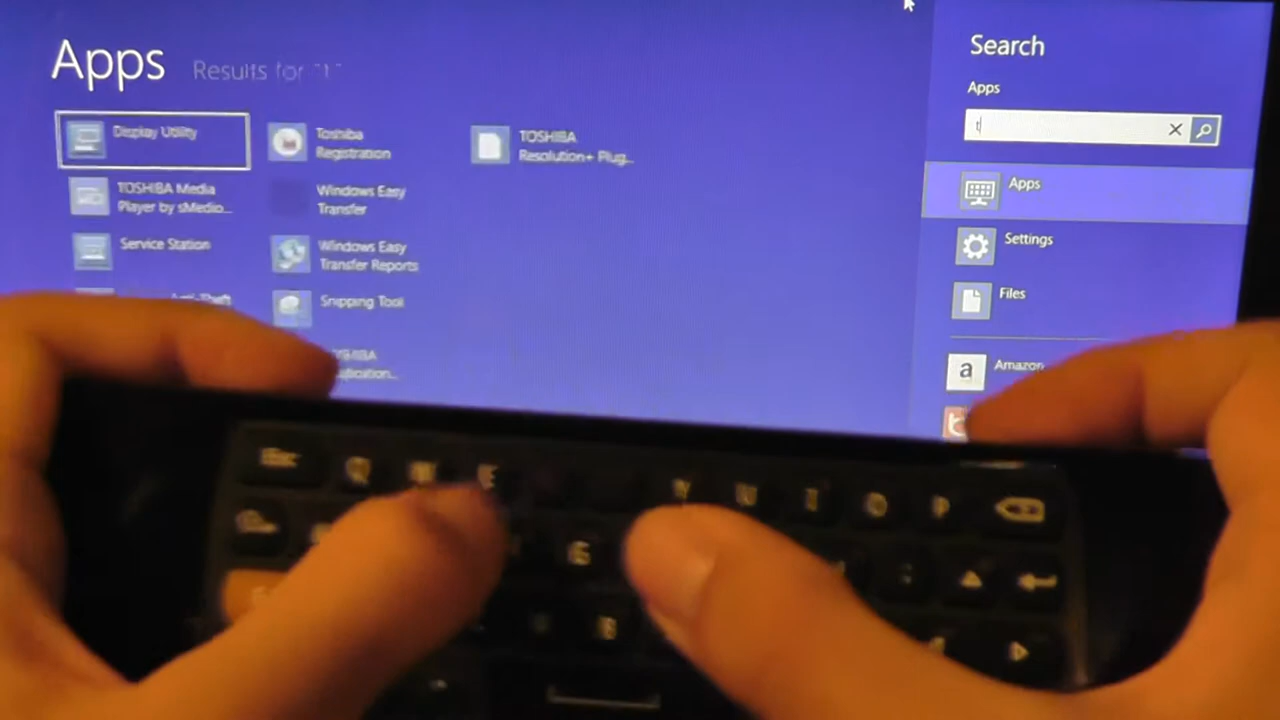 Apps
Results for "t"
Display Utility
TOSHIBA Media
Player by sMedio...
Service Station
Toshiba
Registration
Windows Easy
Transfer
Windows Easy
Transfer Reports
Snipping Tool
TOSHIBA
Resolution+ Plug...
Search
Apps
t
Apps
Settings
Files
a
Amazon
Esc
Q
W
E
Y
U
I
O
P
G
B